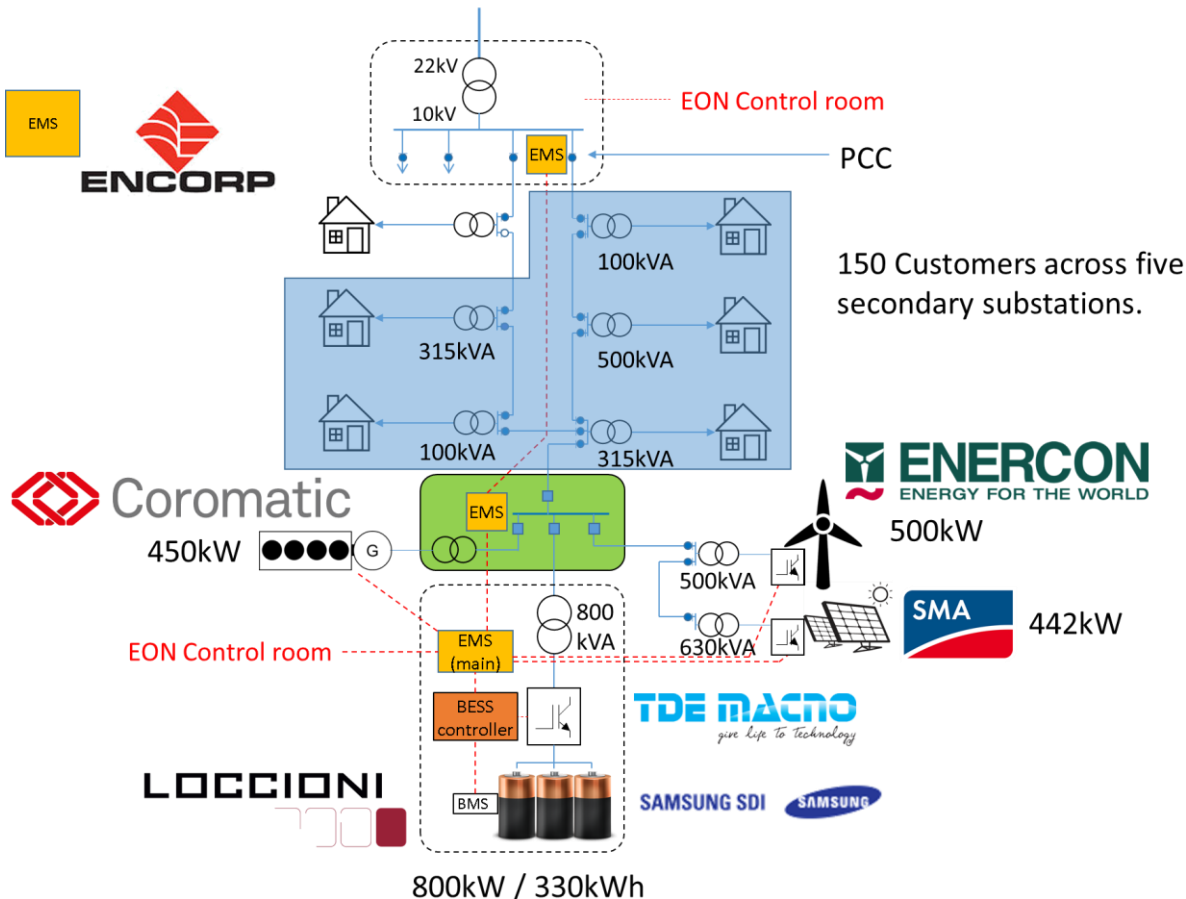 22kV
10kV
EON Control room
EMS
EMS
PCC
ENCORP
100kVA
150 Customers across five
secondary substations.
315kVA
500kVA
100kVA
315kVA
ENERCON
ENERGY FOR THE WORLD
Coromatic
EMS
500kW
450kW
G
500kVA
800
kVA
SMA
442kW
EMS
(main)
630kVA
EON Control room
BESS
controller
TDE MACNO
give life To Technology
LOCCIONI
BMS
SAMSUNG SDI
SAMSUNG
800kW / 330kWh